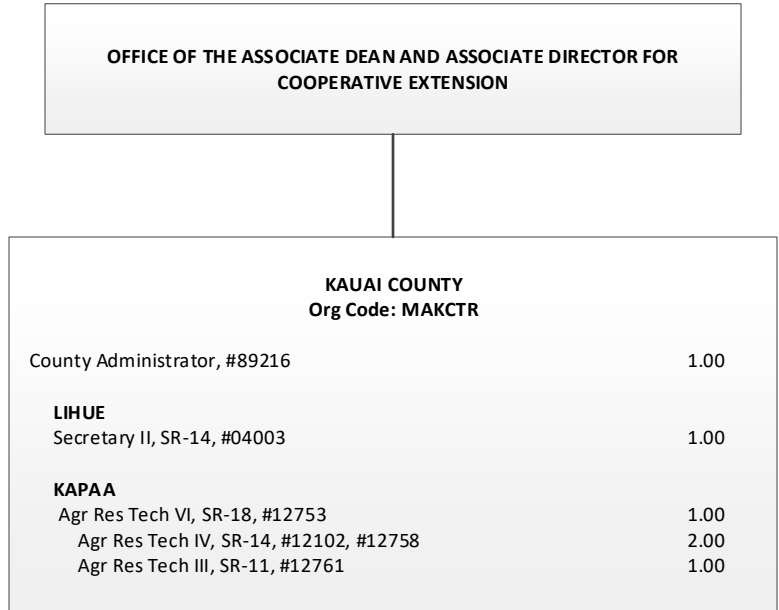 OFFICE OF THE ASSOCIATE DEAN AND ASSOCIATE DIRECTOR FOR
COOPERATIVE EXTENSION
KAUAI COUNTY
Org Code: MAKCTR
County Administrator, #89216 1.00
LIHUE
Secretary II, SR-14, #04003 1.00
KAPAA
Agr Res Tech VI, SR-18, #12753 1.00
Agr Res Tech IV, SR-14, #12102, #12758 2.00
Agr Res Tech III, SR-11, #12761 1.00